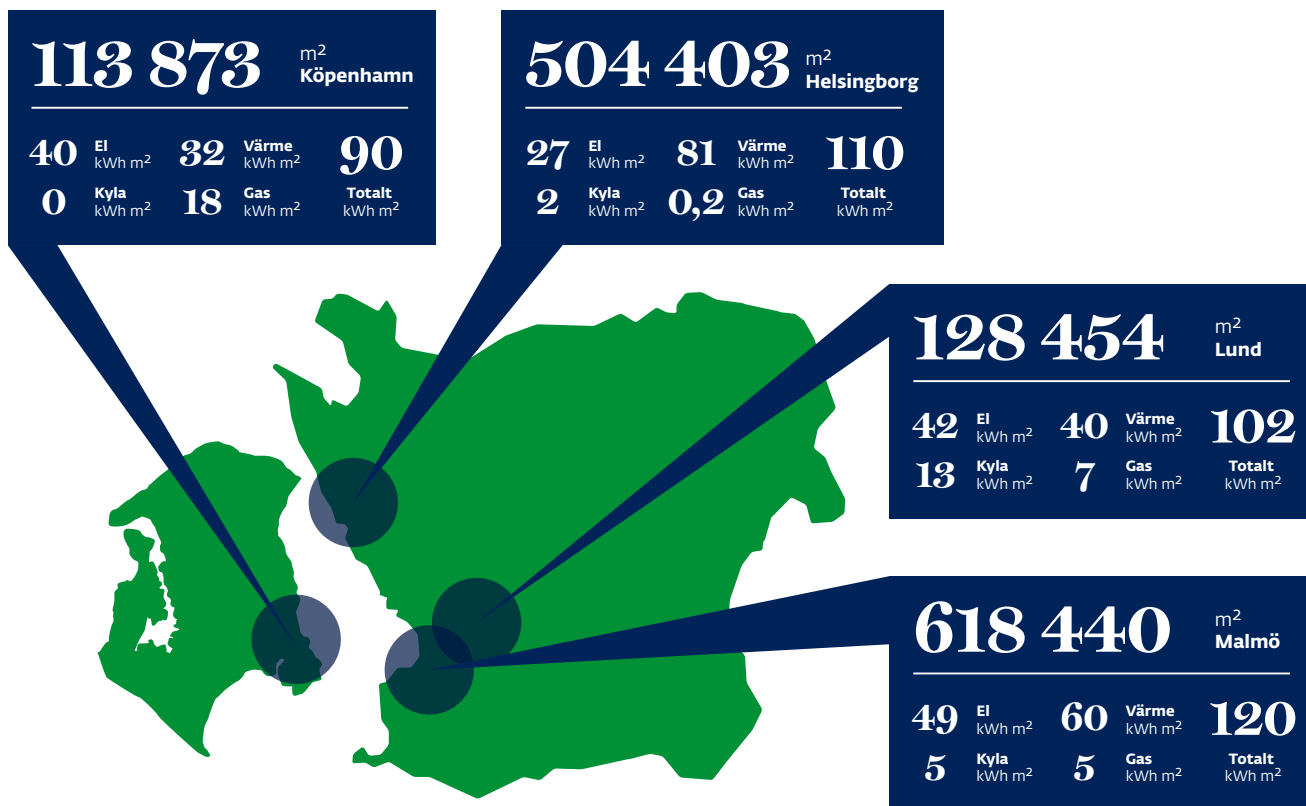 113 873 m² Köpenhamn
40 El kWh m² 32 Värme kWh m² 90
0 Kyla kWh m² 18 Gas kWh m² Totalt kWh m²
504 403 m² Helsingborg
27 El kWh m² 81 Värme kWh m² 110
2 Kyla kWh m² 0,2 Gas kWh m² Totalt kWh m²
128 454 m² Lund
42 El kWh m² 40 Värme kWh m² 102
13 Kyla kWh m² 7 Gas kWh m² Totalt kWh m²
618 440 m² Malmö
49 El kWh m² 60 Värme kWh m² 120
5 Kyla kWh m² 5 Gas kWh m² Totalt kWh m²